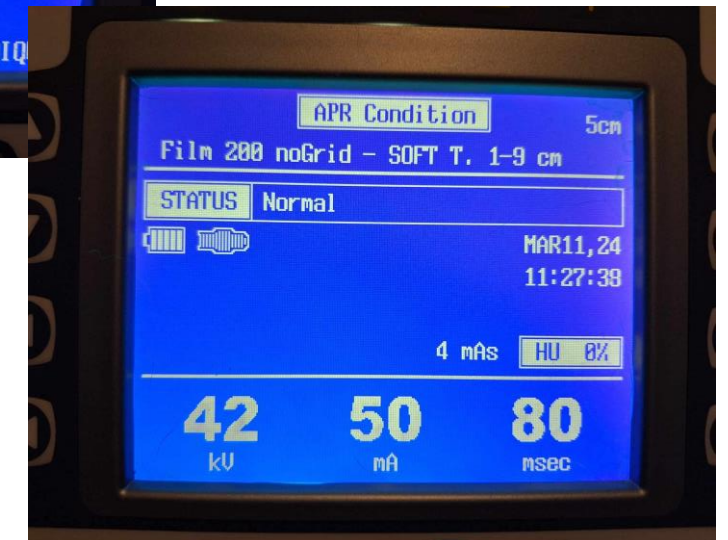 IQ
APR Condition
5cm
Film 200 noGrid - SOFT T. 1-9 cm
STATUS Normal
MAR11,24
11:27:38
4 mAs HU 0%
42 50 80
kV mA msec